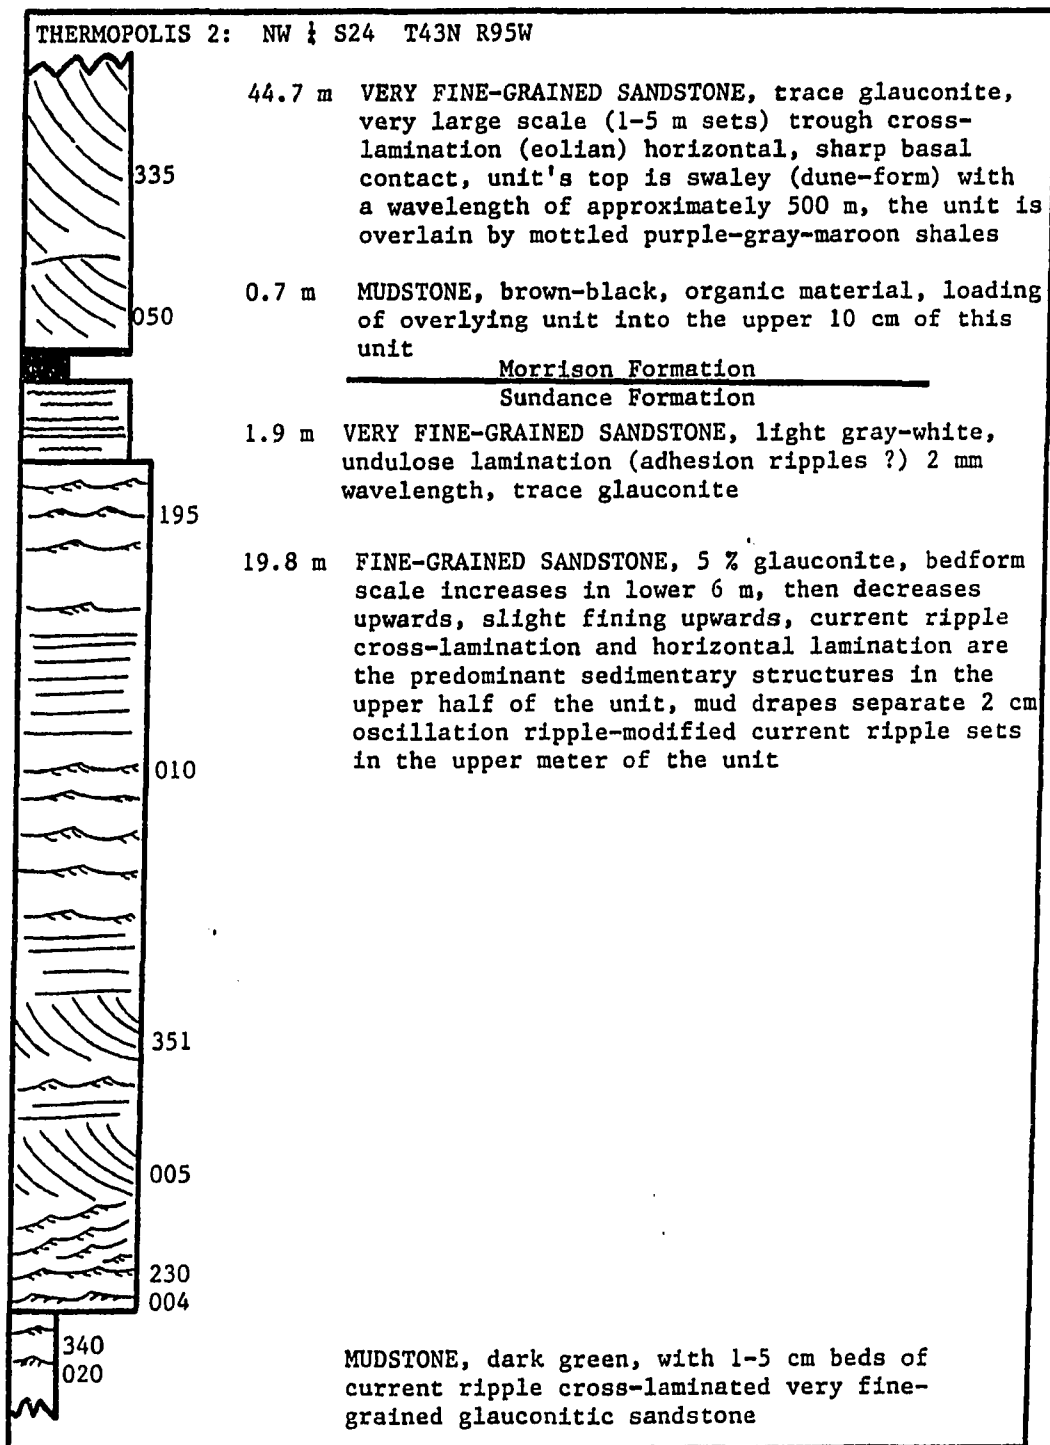 THERMOPOLIS 2: NW ¼ S24 T43N R95W
44.7 m VERY FINE-GRAINED SANDSTONE, trace glauconite,
very large scale (1-5 m sets) trough cross-
lamination (eolian) horizontal, sharp basal
335
contact, unit's top is swaley (dune-form) with
a wavelength of approximately 500 m, the unit is
overlain by mottled purple-gray-maroon shales
0.7 m MUDSTONE, brown-black, organic material, loading
050
of overlying unit into the upper 10 cm of this
unit
Morrison Formation
Sundance Formation
1.9 m VERY FINE-GRAINED SANDSTONE, light gray-white,
undulose lamination (adhesion ripples ?) 2 mm
wavelength, trace glauconite
195
19.8 m FINE-GRAINED SANDSTONE, 5 % glauconite, bedform
scale increases in lower 6 m, then decreases
upwards, slight fining upwards, current ripple
cross-lamination and horizontal lamination are
the predominant sedimentary structures in the
upper half of the unit, mud drapes separate 2 cm
oscillation ripple-modified current ripple sets
in the upper meter of the unit
010
351
005
230
004
340
020
MUDSTONE, dark green, with 1-5 cm beds of
current ripple cross-laminated very fine-
grained glauconitic sandstone